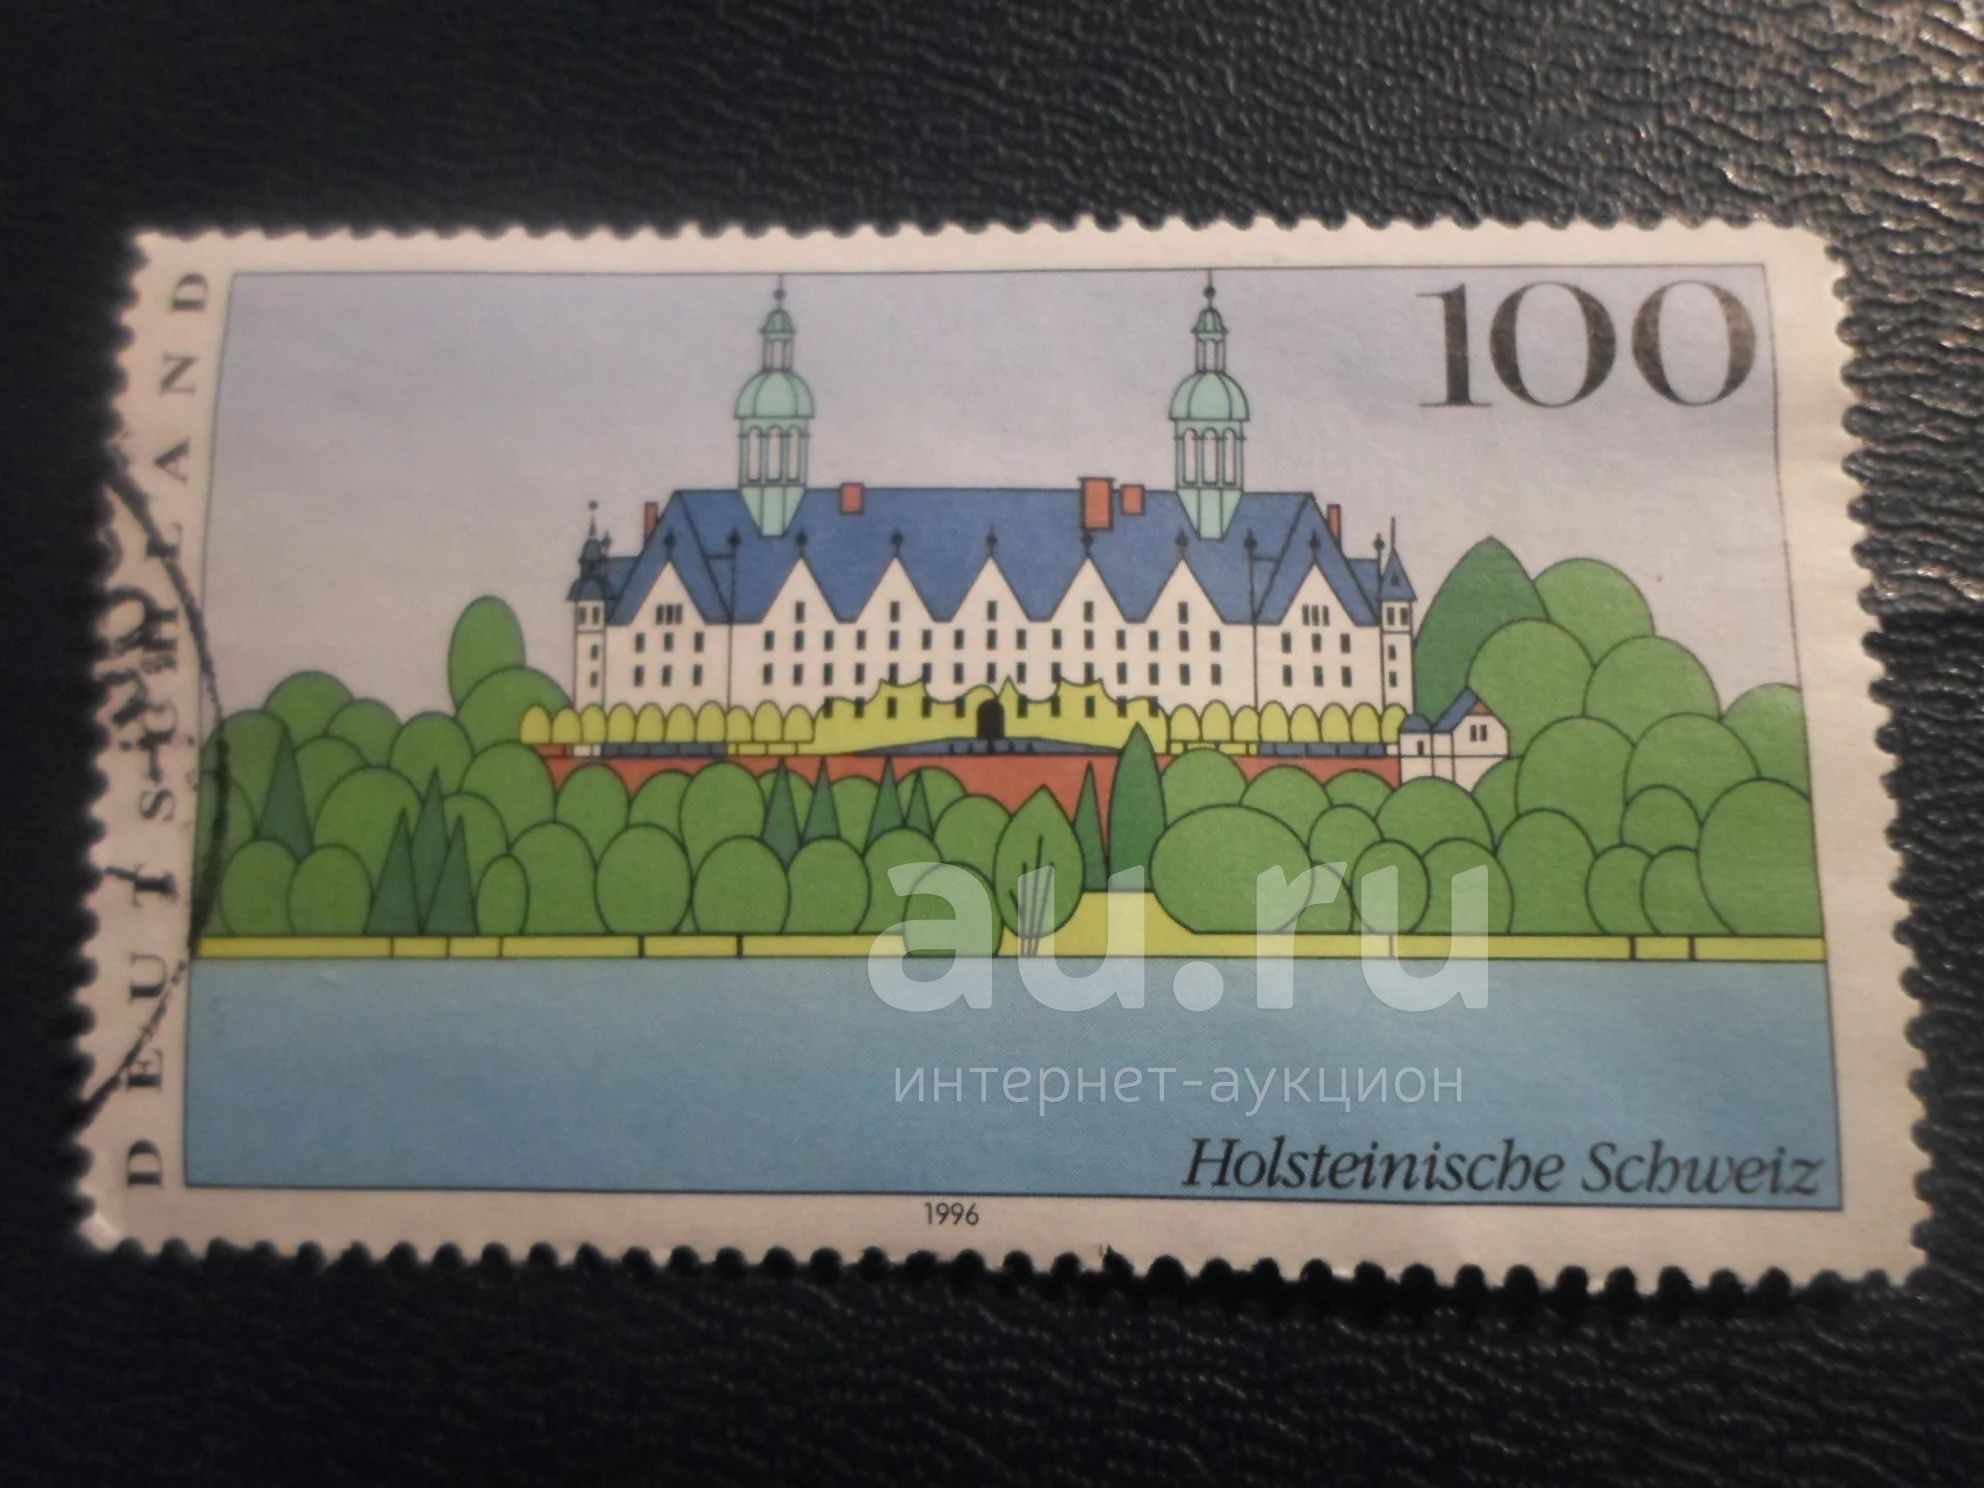 DEUTSCHLAND
100
au.ru
интернет-аукцион
Holsteinische Schweiz
1996